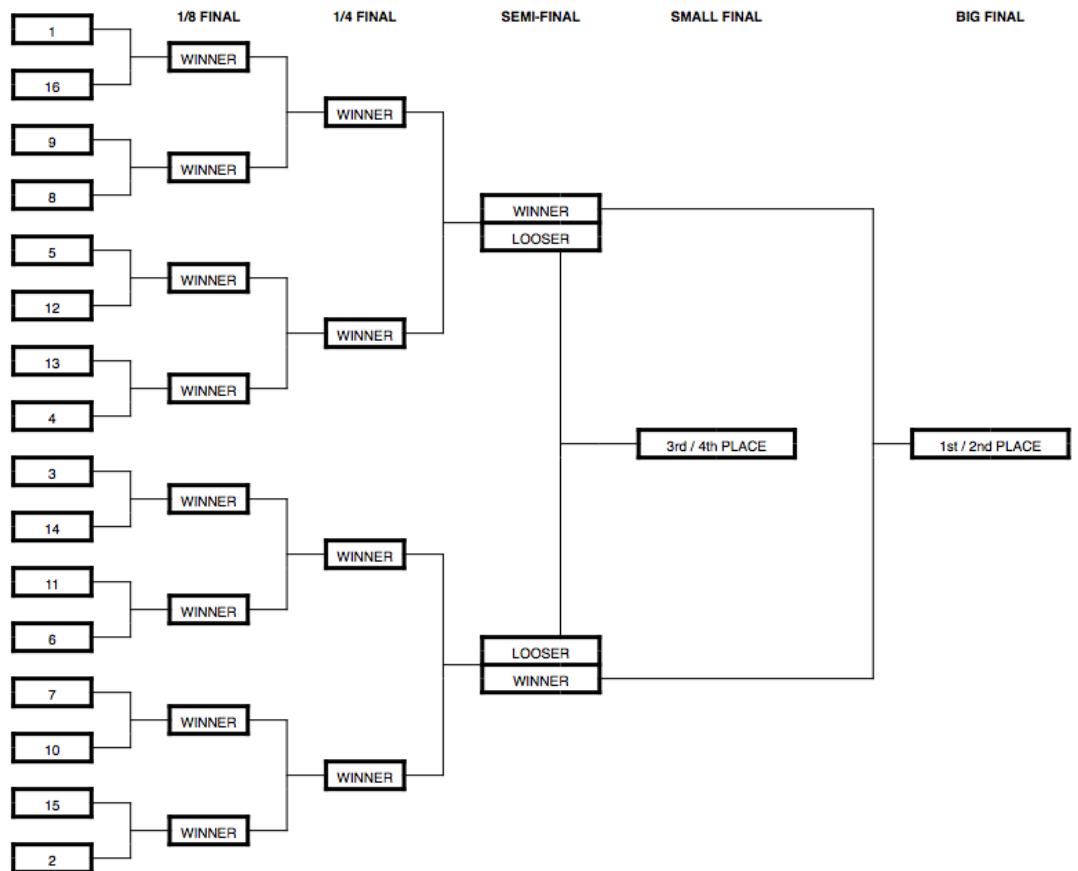 1/8 FINAL 1/4 FINAL SEMI-FINAL SMALL FINAL BIG FINAL
1
WINNER
16
WINNER
9
WINNER
8
WINNER
LOOSER
5
WINNER
12
WINNER
13
WINNER
4
3rd / 4th PLACE
1st / 2nd PLACE
3
WINNER
14
WINNER
11
WINNER
6
LOOSER
WINNER
7
WINNER
10
WINNER
15
WINNER
2